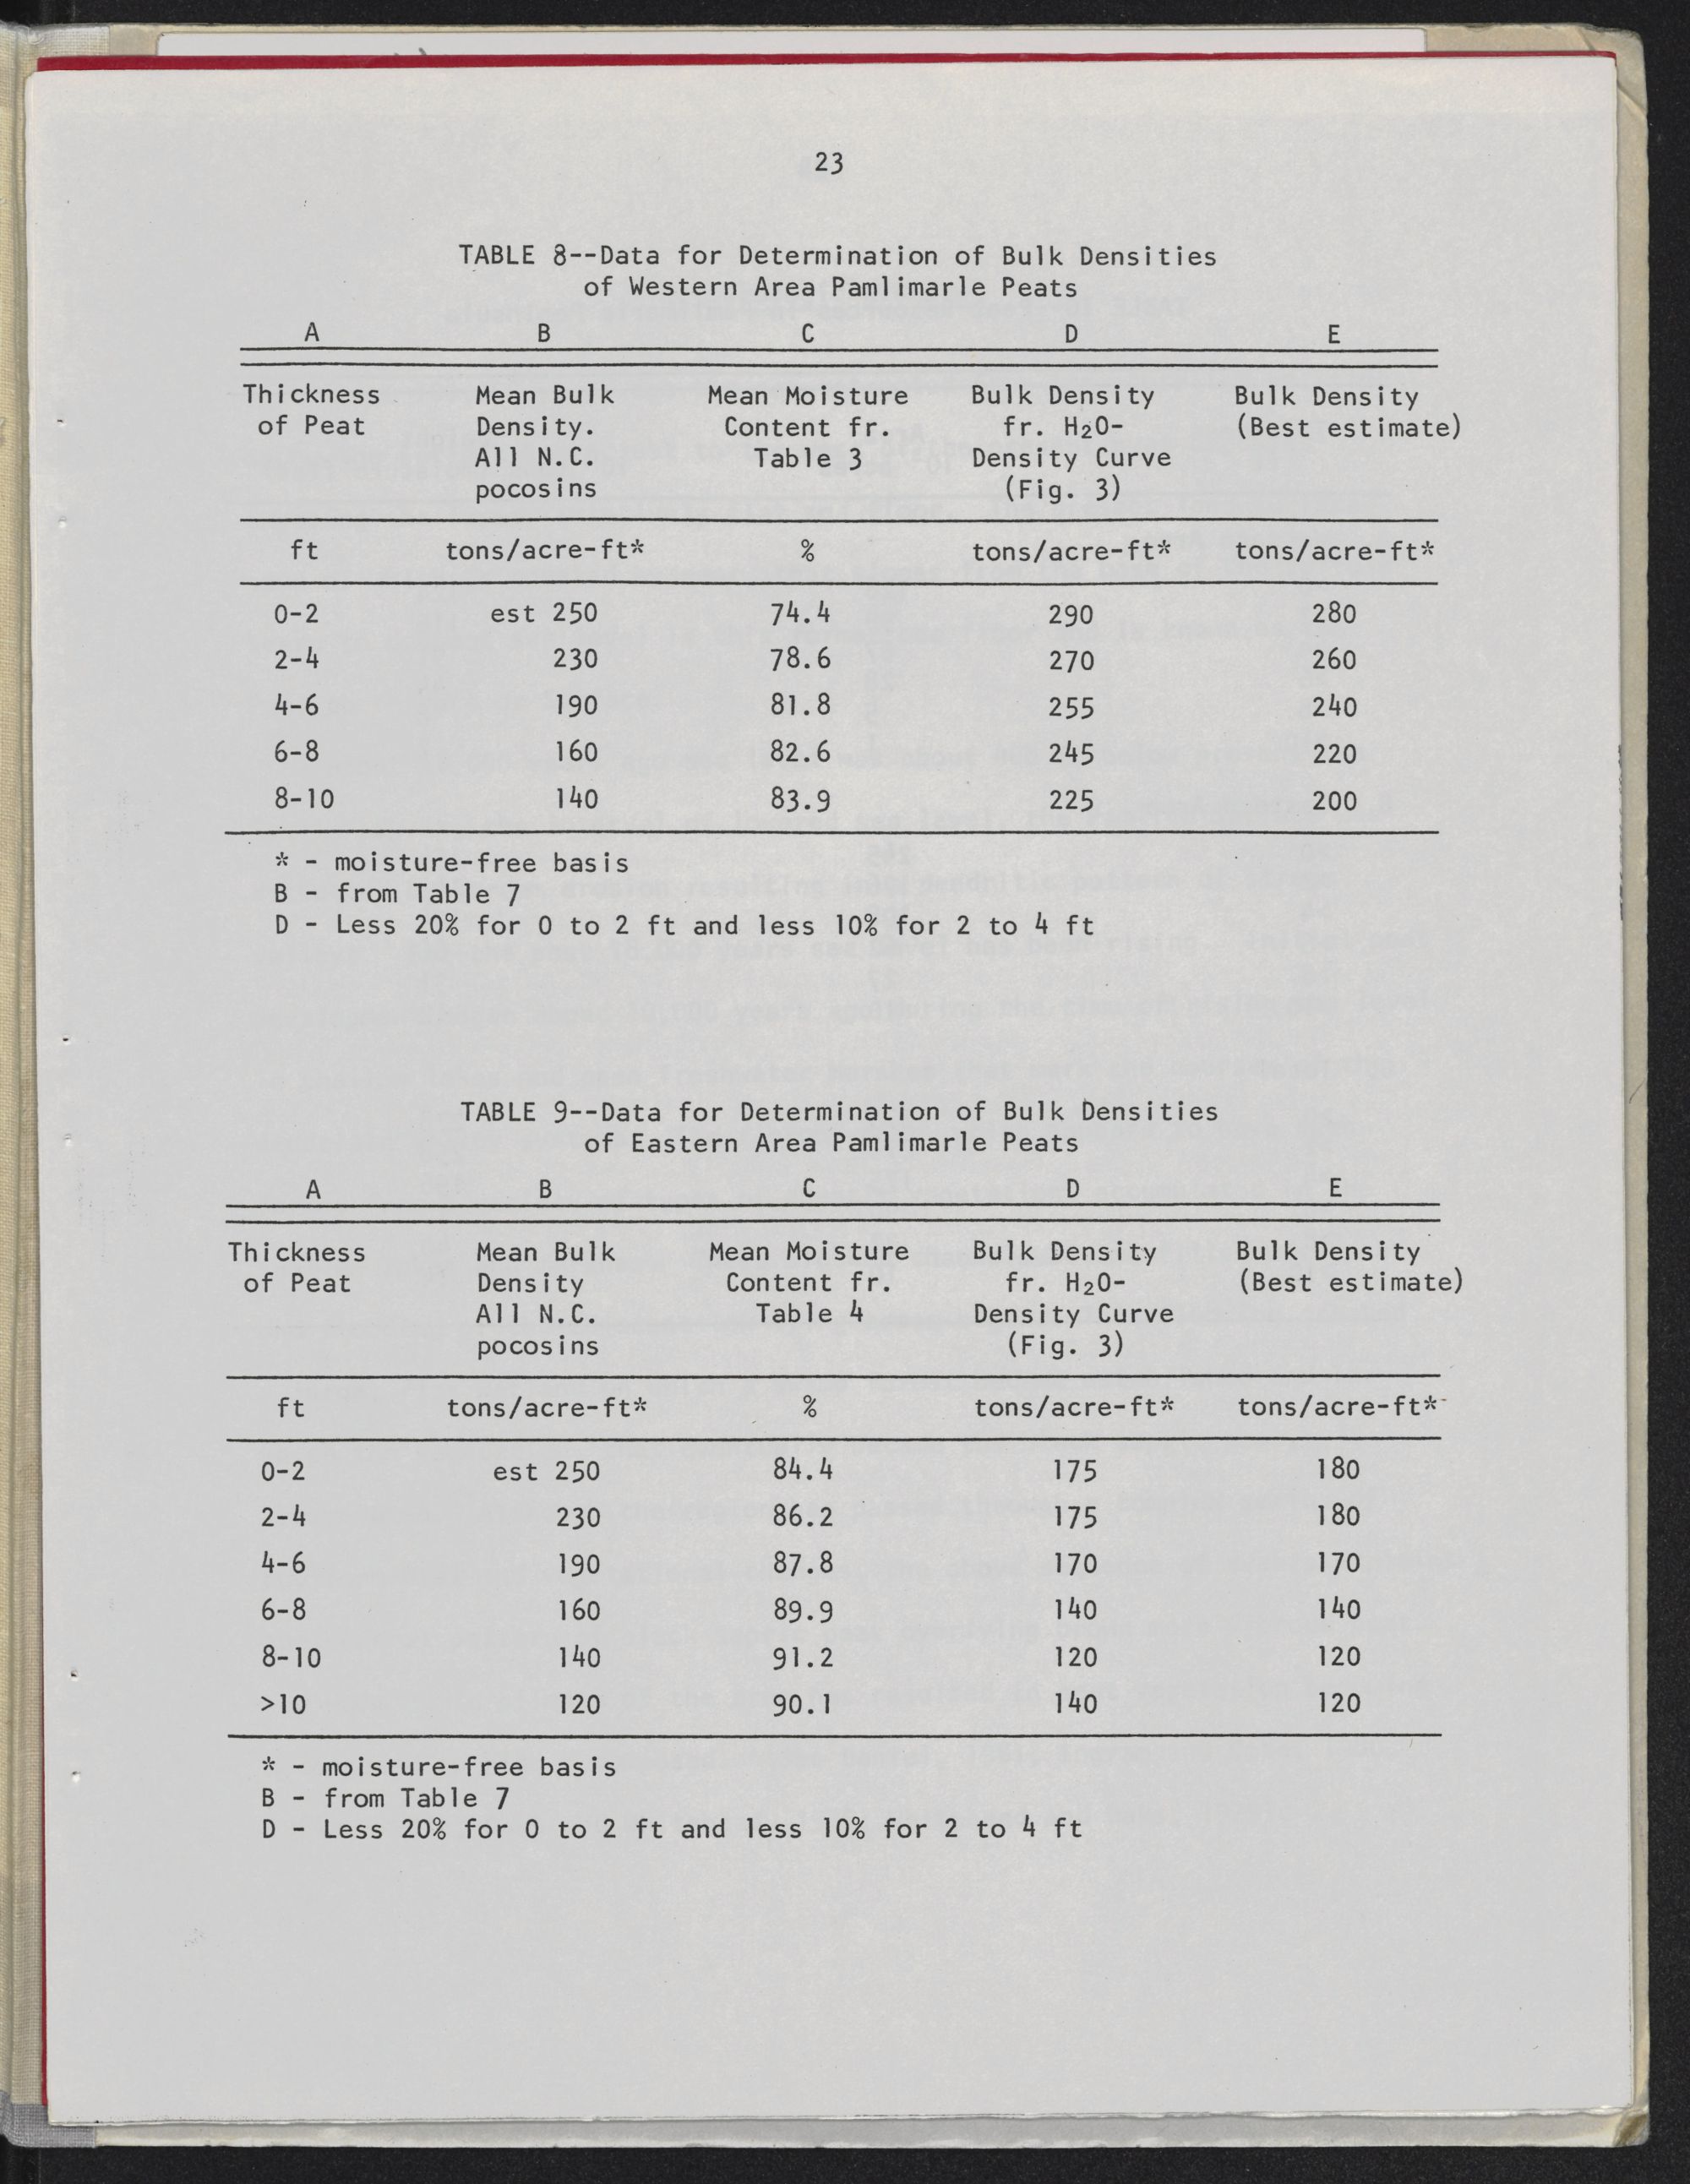 23
TABLE 8--Data for Determination of Bulk Densities
of Western Area Pamlimarle Peats
A B C D E
Thickness Mean Bulk Mean Moisture Bulk Density Bulk Density
of Peat Density. Content fr. fr. H₂O- (Best estimate)
All N.C. Table 3 Density Curve
pocosins (Fig. 3)
ft tons/acre-ft* % tons/acre-ft* tons/acre-ft*
0-2 est 250 74.4 290 280
2-4 230 78.6 270 260
4-6 190 81.8 255 240
6-8 160 82.6 245 220
8-10 140 83.9 225 200
* - moisture-free basis
B - from Table 7
D - Less 20% for 0 to 2 ft and less 10% for 2 to 4 ft
TABLE 9--Data for Determination of Bulk Densities
of Eastern Area Pamlimarle Peats
A B C D E
Thickness Mean Bulk Mean Moisture Bulk Density Bulk Density
of Peat Density Content fr. fr. H₂O- (Best estimate)
All N.C. Table 4 Density Curve
pocosins (Fig. 3)
ft tons/acre-ft* % tons/acre-ft* tons/acre-ft*
0-2 est 250 84.4 175 180
2-4 230 86.2 175 180
4-6 190 87.8 170 170
6-8 160 89.9 140 140
8-10 140 91.2 120 120
>10 120 90.1 140 120
* - moisture-free basis
B - from Table 7
D - Less 20% for 0 to 2 ft and less 10% for 2 to 4 ft